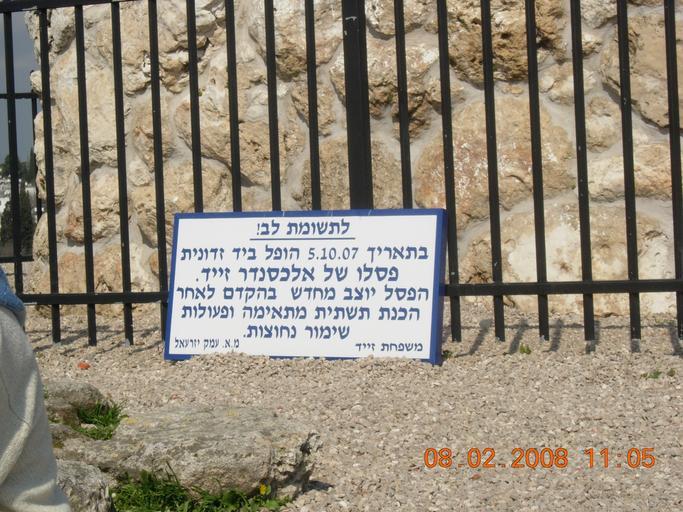 לתשומת לב!
בתאריך 5.10.07 הופל ביד זדונית
פסלו של אלכסנדר זייד.
הפסל יוצב מחדש בהקדם לאחר
הכנת תשתית מתאימה ופעולות
שימור נחוצות.
משפחת זייד מ.א. עמק יזרעאל
08.02.2008 11:05